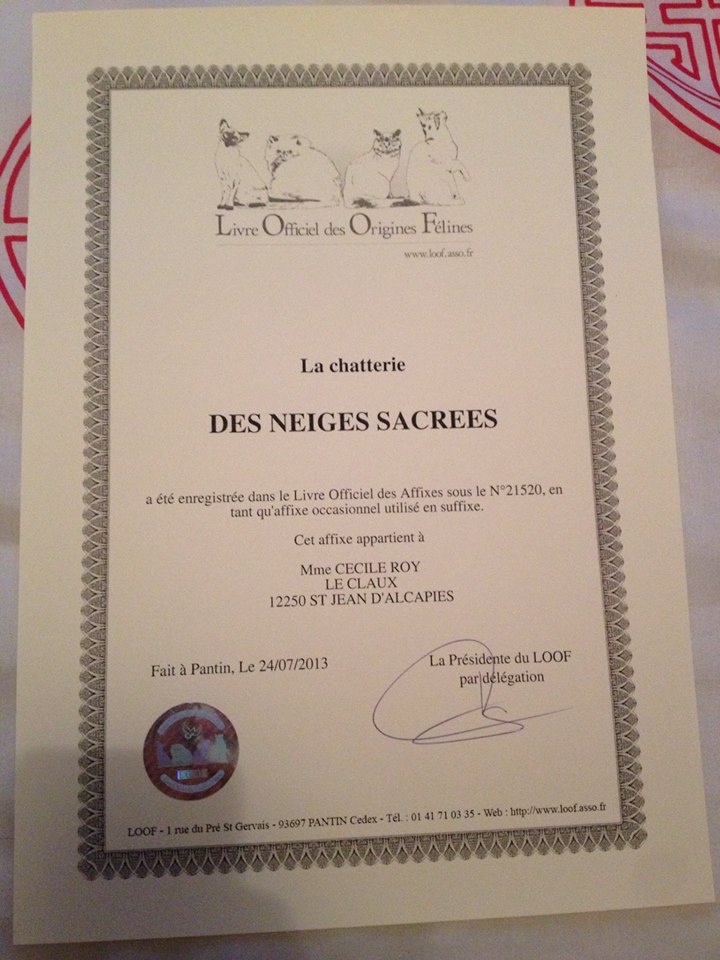 Livre Officiel des Origines Félines
www.loof.asso.fr
La chatterie
DES NEIGES SACREES
a été enregistrée dans le Livre Officiel des Affixes sous le N°21520, en
tant qu'affixe occasionnel utilisé en suffixe.
Cet affixe appartient à
Mme CECILE ROY
LE CLAUX
12250 ST JEAN D'ALCAPIES
Fait à Pantin, Le 24/07/2013
La Présidente du LOOF
par délégation
LOOF - 1 rue du Pré St Gervais - 93697 PANTIN Cedex - Tél. : 01 41 71 03 35 - Web : http://www.loof.asso.fr